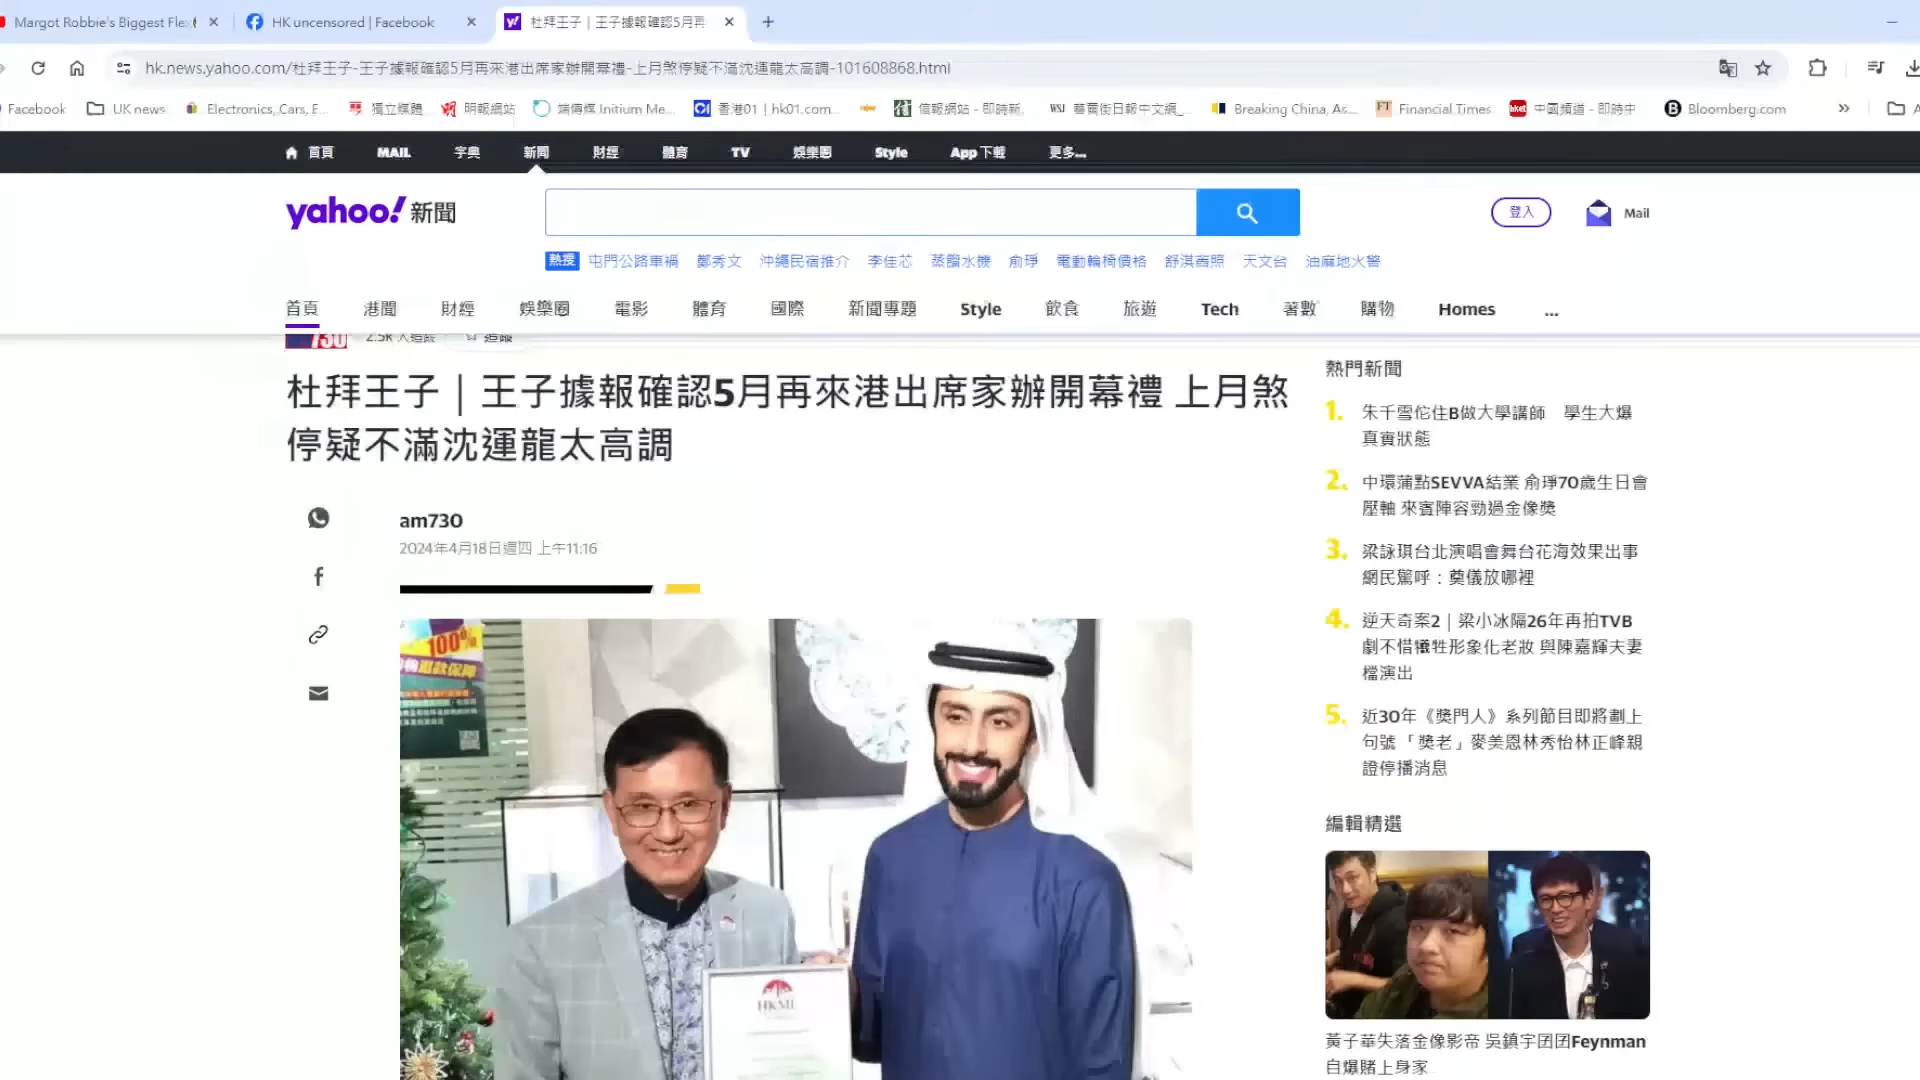 Margot Robbie's Biggest Fle
HK uncensored | Facebook
杜拜王子｜王子據報確認5月再
hk.news.yahoo.com/杜拜王子-王子據報確認5月再來港出席家辦開幕禮-上月煞停疑不滿沈運龍太高調-101608868.html
Facebook
UK news
Electronics, Cars, F...
獨立媒體
明報網站
端傳媒 Initium Me...
香港01 | hk01.com...
信報網站 - 即時新
華爾街日報中文網_...
Breaking China, As...
Financial Times
中國頻道 - 即時中
Bloomberg.com
首頁 MAIL 字典 新聞 財經 體育 TV 娛樂圈 Style App 下載 更多...
yahoo! 新聞
登入
Mail
熱搜 屯門公路車禍 鄭秀文 沖繩民宿推介 李佳芯 蒸餾水機 俞琤 電動輪椅價格 舒淇 天文台 油麻地火警
首頁 港聞 財經 娛樂圈 電影 體育 國際 新聞專題 Style 飲食 旅遊 Tech 著數 購物 Homes ...
730 2.5K 人追蹤 追蹤
杜拜王子｜王子據報確認5月再來港出席家辦開幕禮 上月煞
停疑不滿沈運龍太高調
am730
2024年4月18日週四 上午11:16
100%
退款保障
HKMI
熱門新聞
1. 朱千雪佗住B做大學講師 學生大爆
真實狀態
2. 中環蒲點SEVVA結業 俞琤70歲生日會
壓軸 來賓陣容勁過金像獎
3. 梁詠琪台北演唱會舞台花海效果出事
網民驚呼：奠儀放哪裡
4. 逆天奇案2｜梁小冰隔26年再拍TVB
劇不惜犧牲形象化老妝 與陳嘉輝夫妻
檔演出
5. 近30年《獎門人》系列節目即將劃上
句號 「獎老」麥美恩林秀怡林正峰親
證停播消息
編輯精選
黃子華失落金像影帝 吳鎮宇囝囝Feynman
自爆賭上身家